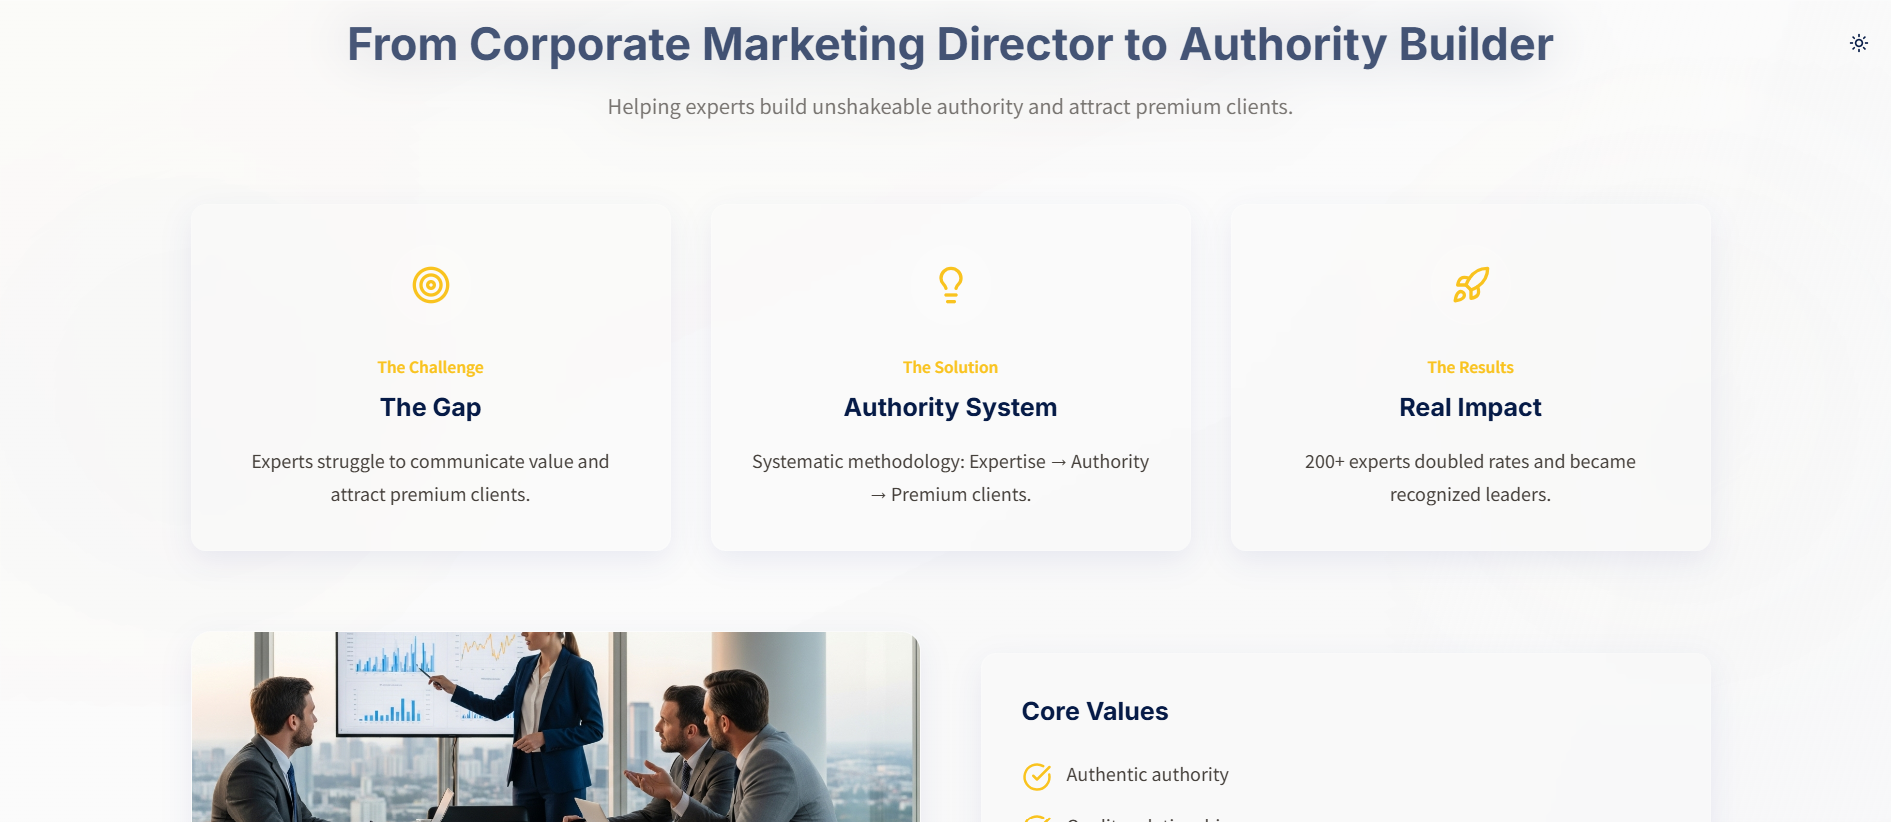 From Corporate Marketing Director to Authority Builder
Helping experts build unshakeable authority and attract premium clients.
The Challenge
The Gap
Experts struggle to communicate value and
attract premium clients.
The Solution
Authority System
Systematic methodology: Expertise → Authority
→ Premium clients.
The Results
Real Impact
200+ experts doubled rates and became
recognized leaders.
Core Values
Authentic authority